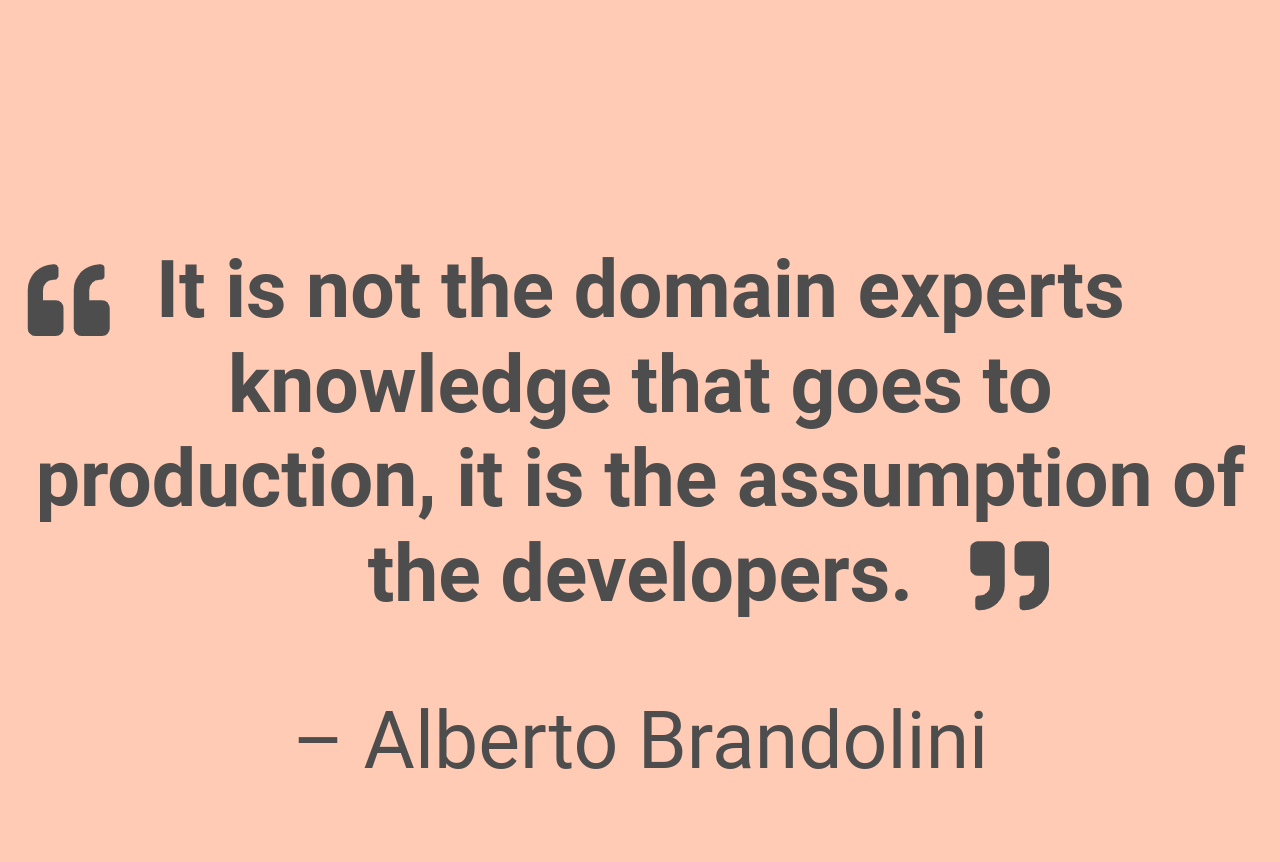 “ It is not the domain experts
knowledge that goes to
production, it is the assumption of
the developers. ”
– Alberto Brandolini